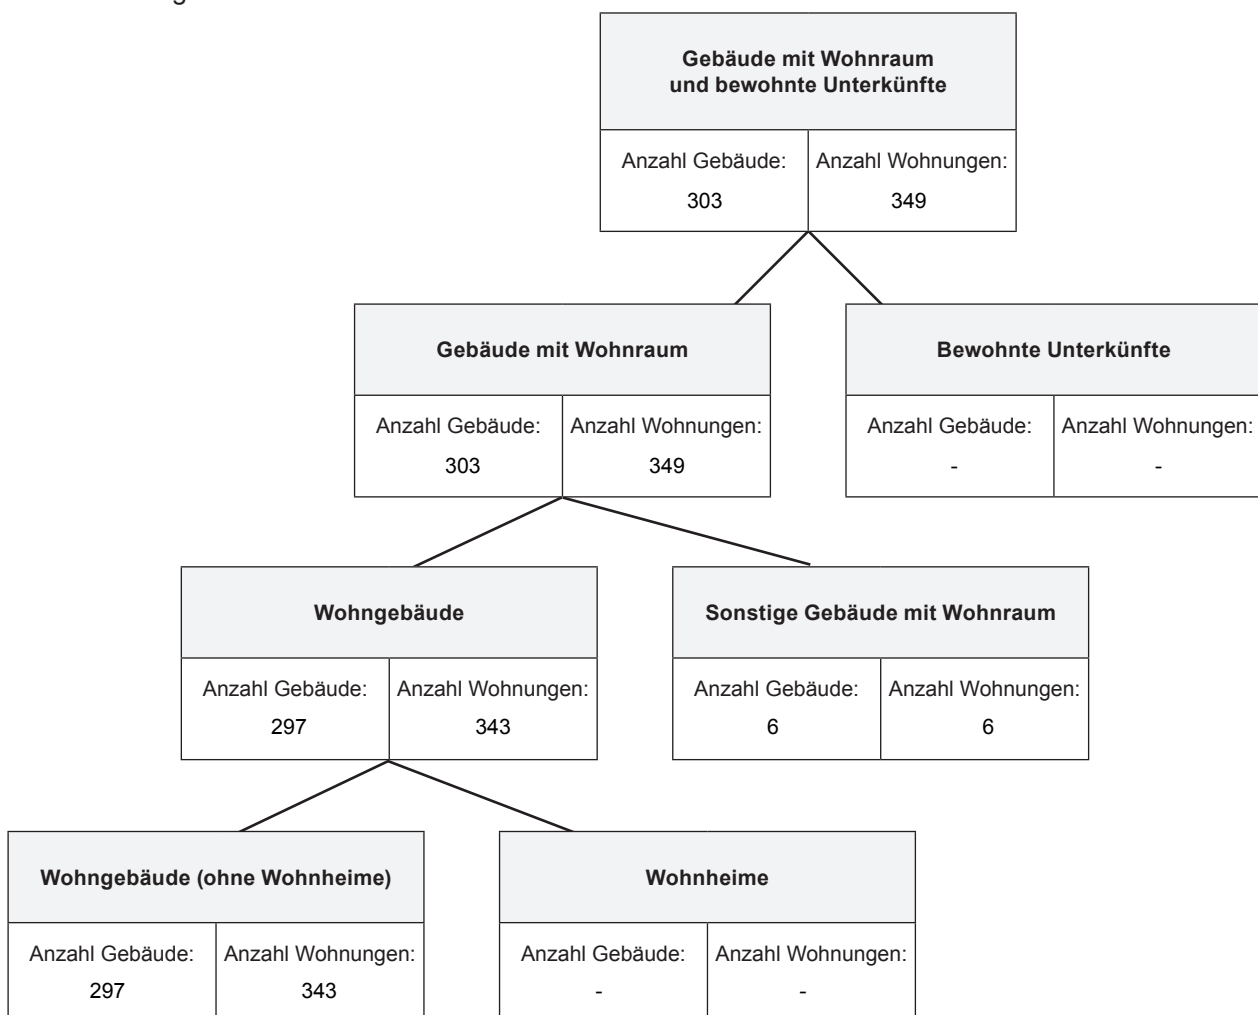 Gebäude mit Wohnraum
und bewohnte Unterkünfte
Anzahl Gebäude: Anzahl Wohnungen:
303 349
Gebäude mit Wohnraum
Anzahl Gebäude: Anzahl Wohnungen:
303 349
Bewohnte Unterkünfte
Anzahl Gebäude: Anzahl Wohnungen:
- -
Wohngebäude
Anzahl Gebäude: Anzahl Wohnungen:
297 343
Sonstige Gebäude mit Wohnraum
Anzahl Gebäude: Anzahl Wohnungen:
6 6
Wohngebäude (ohne Wohnheime)
Anzahl Gebäude: Anzahl Wohnungen:
297 343
Wohnheime
Anzahl Gebäude: Anzahl Wohnungen:
- -